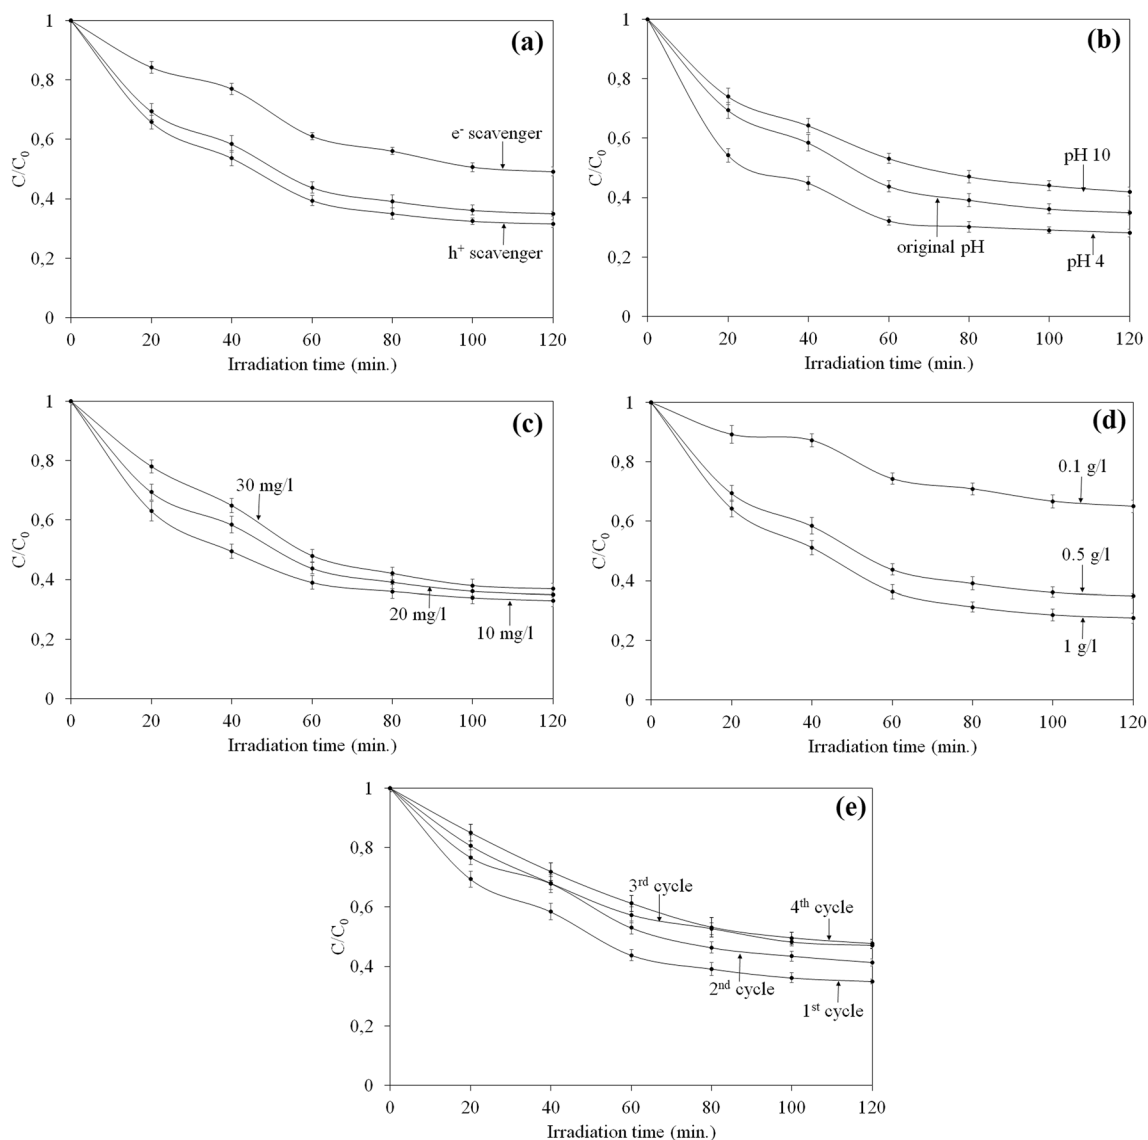 (a)
C/C0
1
0,8
0,6
0,4
0,2
0
e- scavenger
h+ scavenger
0 20 40 60 80 100 120
Irradiation time (min.)
(b)
C/C0
1
0,8
0,6
0,4
0,2
0
pH 10
original pH
pH 4
0 20 40 60 80 100 120
Irradiation time (min.)
(c)
C/C0
1
0,8
0,6
0,4
0,2
0
30 mg/l
20 mg/l
10 mg/l
0 20 40 60 80 100 120
Irradiation time (min.)
(d)
C/C0
1
0,8
0,6
0,4
0,2
0
0.1 g/l
0.5 g/l
1 g/l
0 20 40 60 80 100 120
Irradiation time (min.)
(e)
C/C0
1
0,8
0,6
0,4
0,2
0
3rd cycle
4th cycle
2nd cycle
1st cycle
0 20 40 60 80 100 120
Irradiation time (min.)